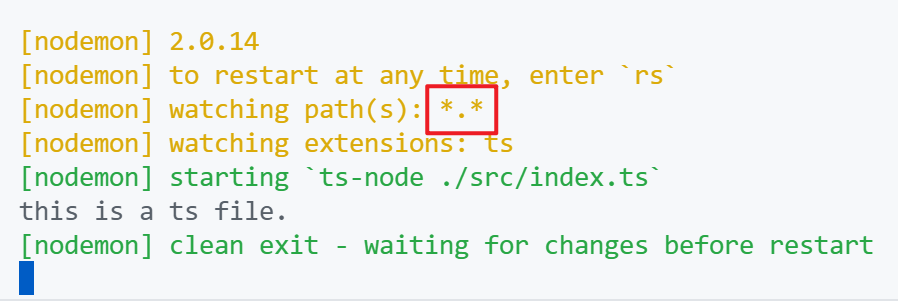 [nodemon] 2.0.14
[nodemon] to restart at any time, enter `rs`
[nodemon] watching path(s): *.*
[nodemon] watching extensions: ts
[nodemon] starting `ts-node ./src/index.ts`
this is a ts file.
[nodemon] clean exit - waiting for changes before restart